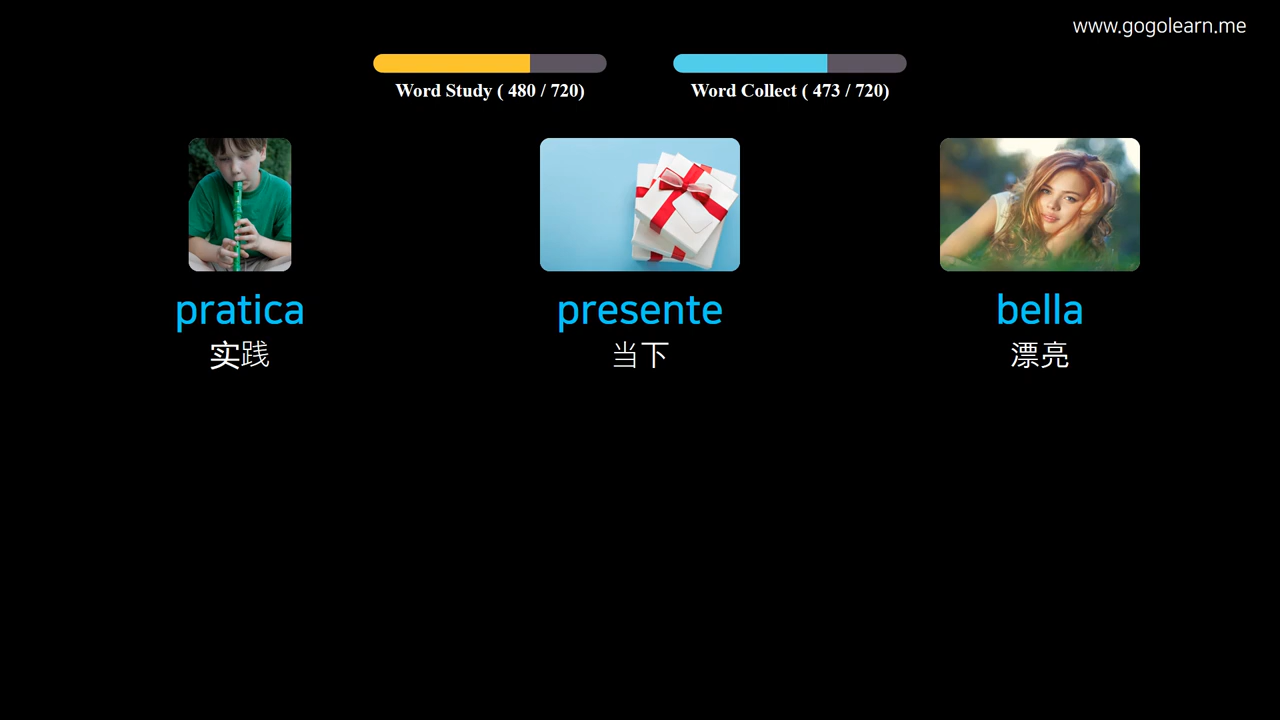 www.gogolearn.me
Word Study ( 480 / 720)
Word Collect ( 473 / 720)
pratica
实践
presente
当下
bella
漂亮